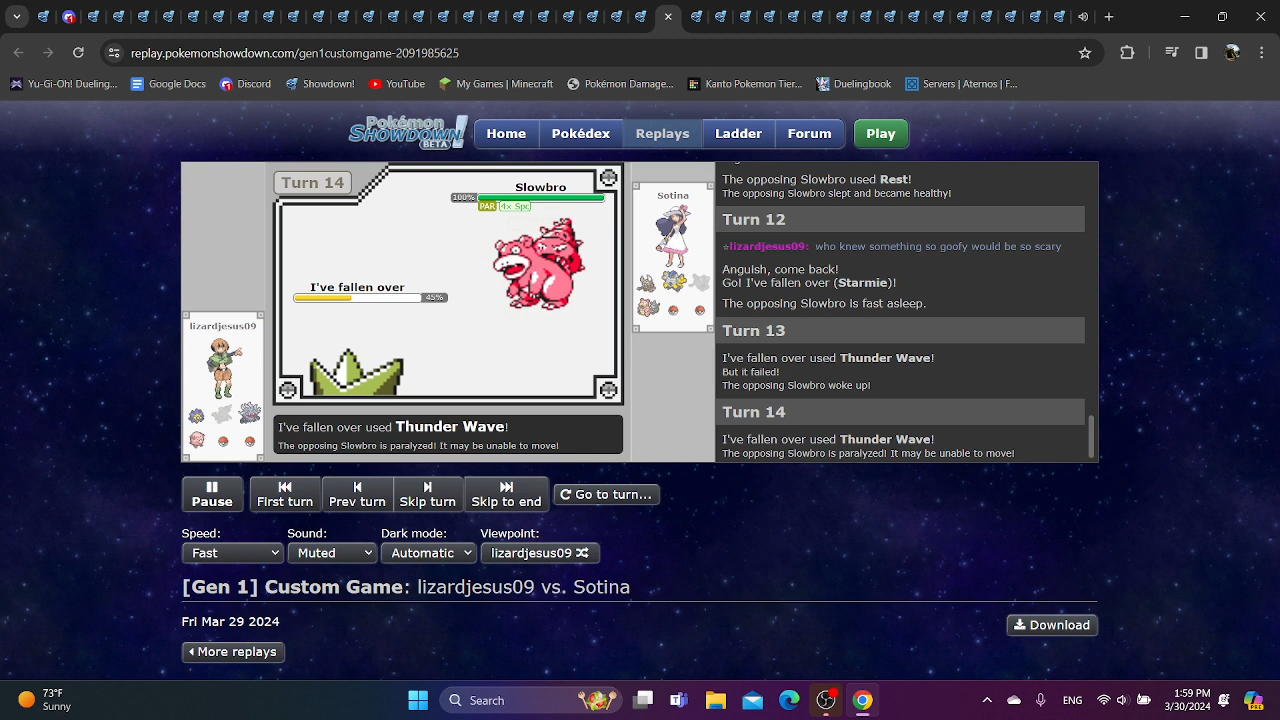 replay.pokemonshowdown.com/gen1customgame-2091985625
Yu-Gi-Oh! Dueling...
Google Docs
Discord
Showdown!
YouTube
My Games | Minecraft
Pokémon Damage...
Kanto Pokemon Tier...
Duelingbook
Servers | Aternos | F...
Pokémon
SHOWDOWN!
BETA
Home
Pokédex
Replays
Ladder
Forum
Play
Turn 14
Slowbro
100%
PAR
4x Spc
I've fallen over
45%
lizardjesus09
I've fallen over used Thunder Wave!
The opposing Slowbro is paralyzed! It may be unable to move!
Sotina
The opposing Slowbro used Rest!
The opposing Slowbro slept and became healthy!
Turn 12
☆lizardjesus09: who knew something so goofy would be so scary
Anguish, come back!
Go! I've fallen over (Starmie)!
The opposing Slowbro is fast asleep.
Turn 13
I've fallen over used Thunder Wave!
But it failed!
The opposing Slowbro woke up!
Turn 14
I've fallen over used Thunder Wave!
The opposing Slowbro is paralyzed! It may be unable to move!
Pause
First turn
Prev turn
Skip turn
Skip to end
Go to turn...
Speed:
Sound:
Dark mode:
Viewpoint:
Fast
Muted
Automatic
lizardjesus09
[Gen 1] Custom Game: lizardjesus09 vs. Sotina
Fri Mar 29 2024
Download
More replays
73°F
Sunny
Search
ENG
1:59 PM
3/30/2024
PRE